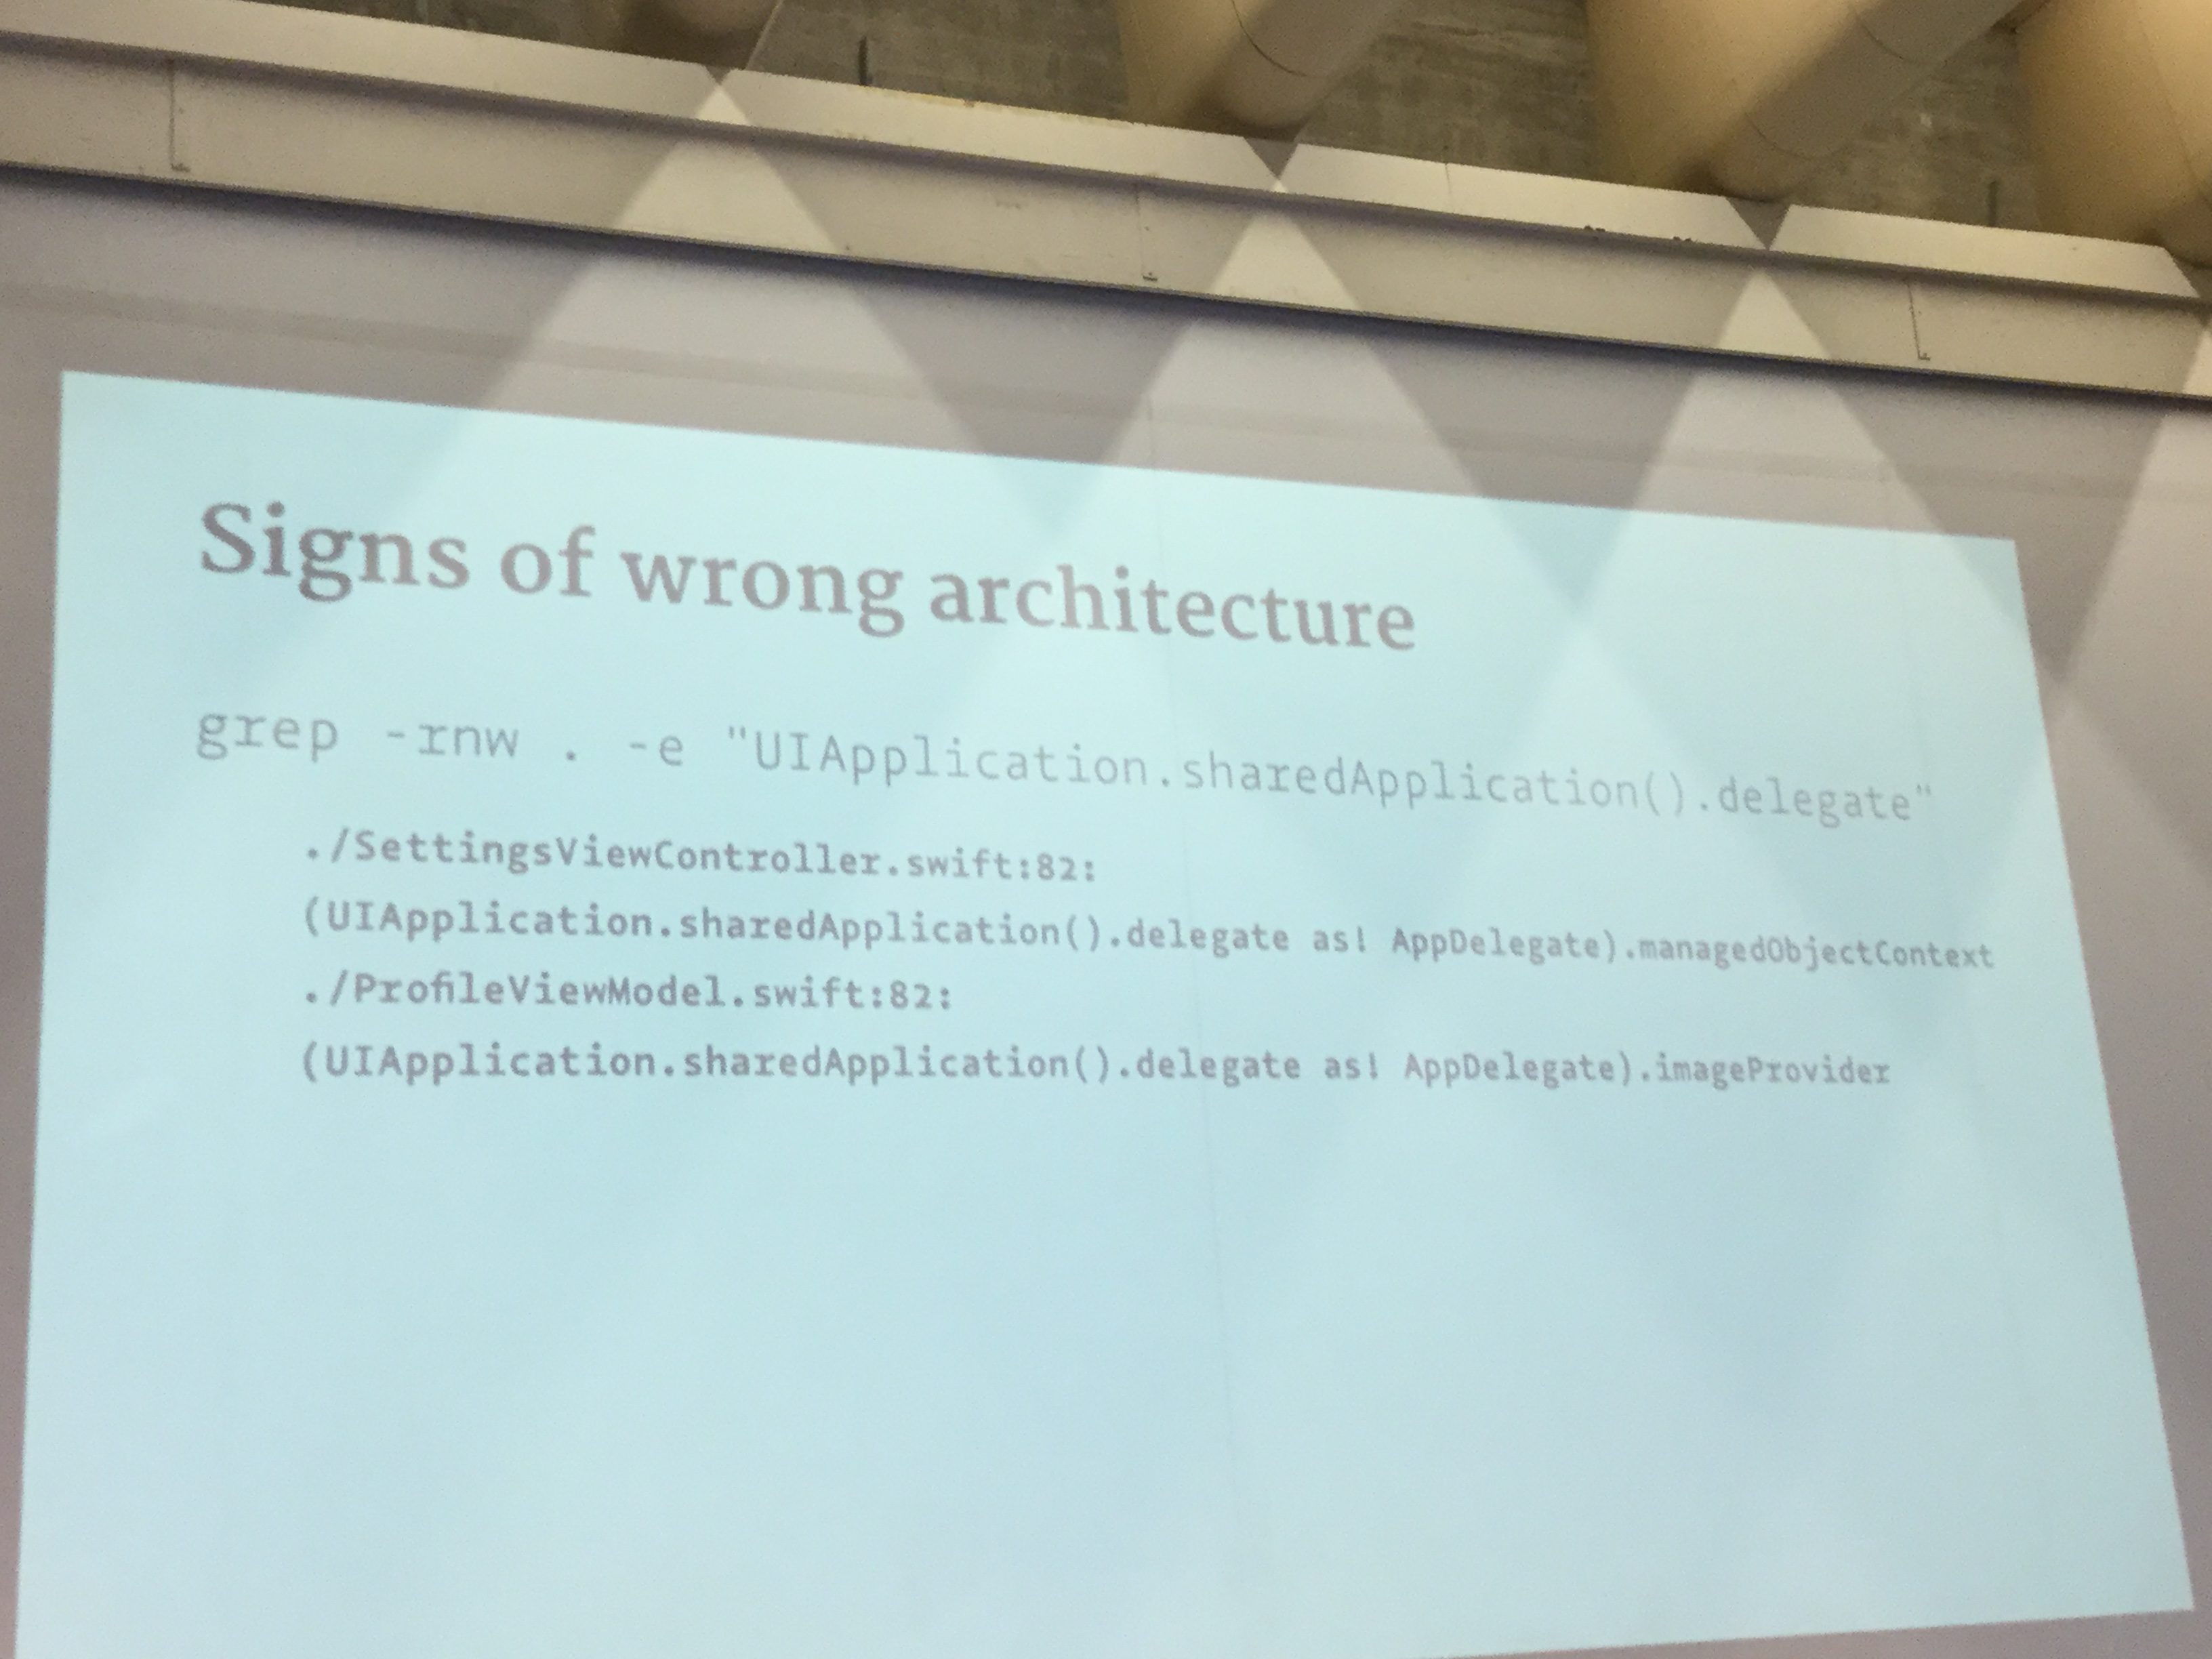 Signs of wrong architecture
grep -rnw . -e "UIApplication.sharedApplication().delegate"
./SettingsViewController.swift:82:
(UIApplication.sharedApplication().delegate as! AppDelegate).managedObjectContext
./ProfileViewModel.swift:82:
(UIApplication.sharedApplication().delegate as! AppDelegate).imageProvider